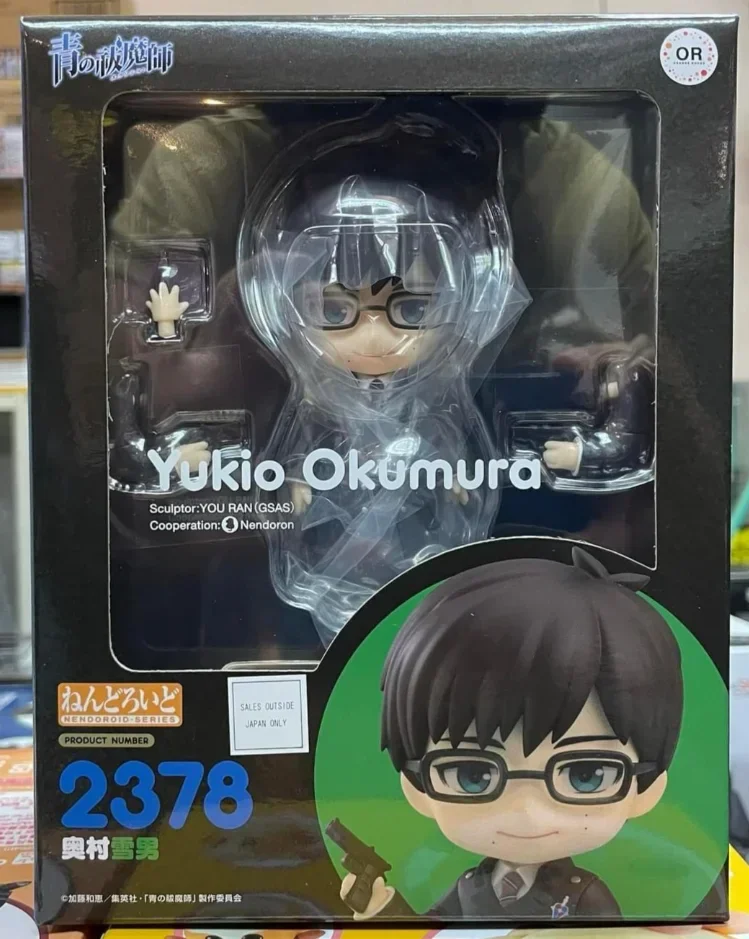 青の祓魔師
OR
ORANGE ROUGE
Yukio Okumura
Sculptor:YOU RAN(GSAS)
Cooperation: Nendoron
ねんどろいど
NENDOROID-SERIES
SALES OUTSIDE
JAPAN ONLY
PRODUCT NUMBER
2378
奥村雪男
©加藤和恵/集英社・「青の祓魔師」製作委員会